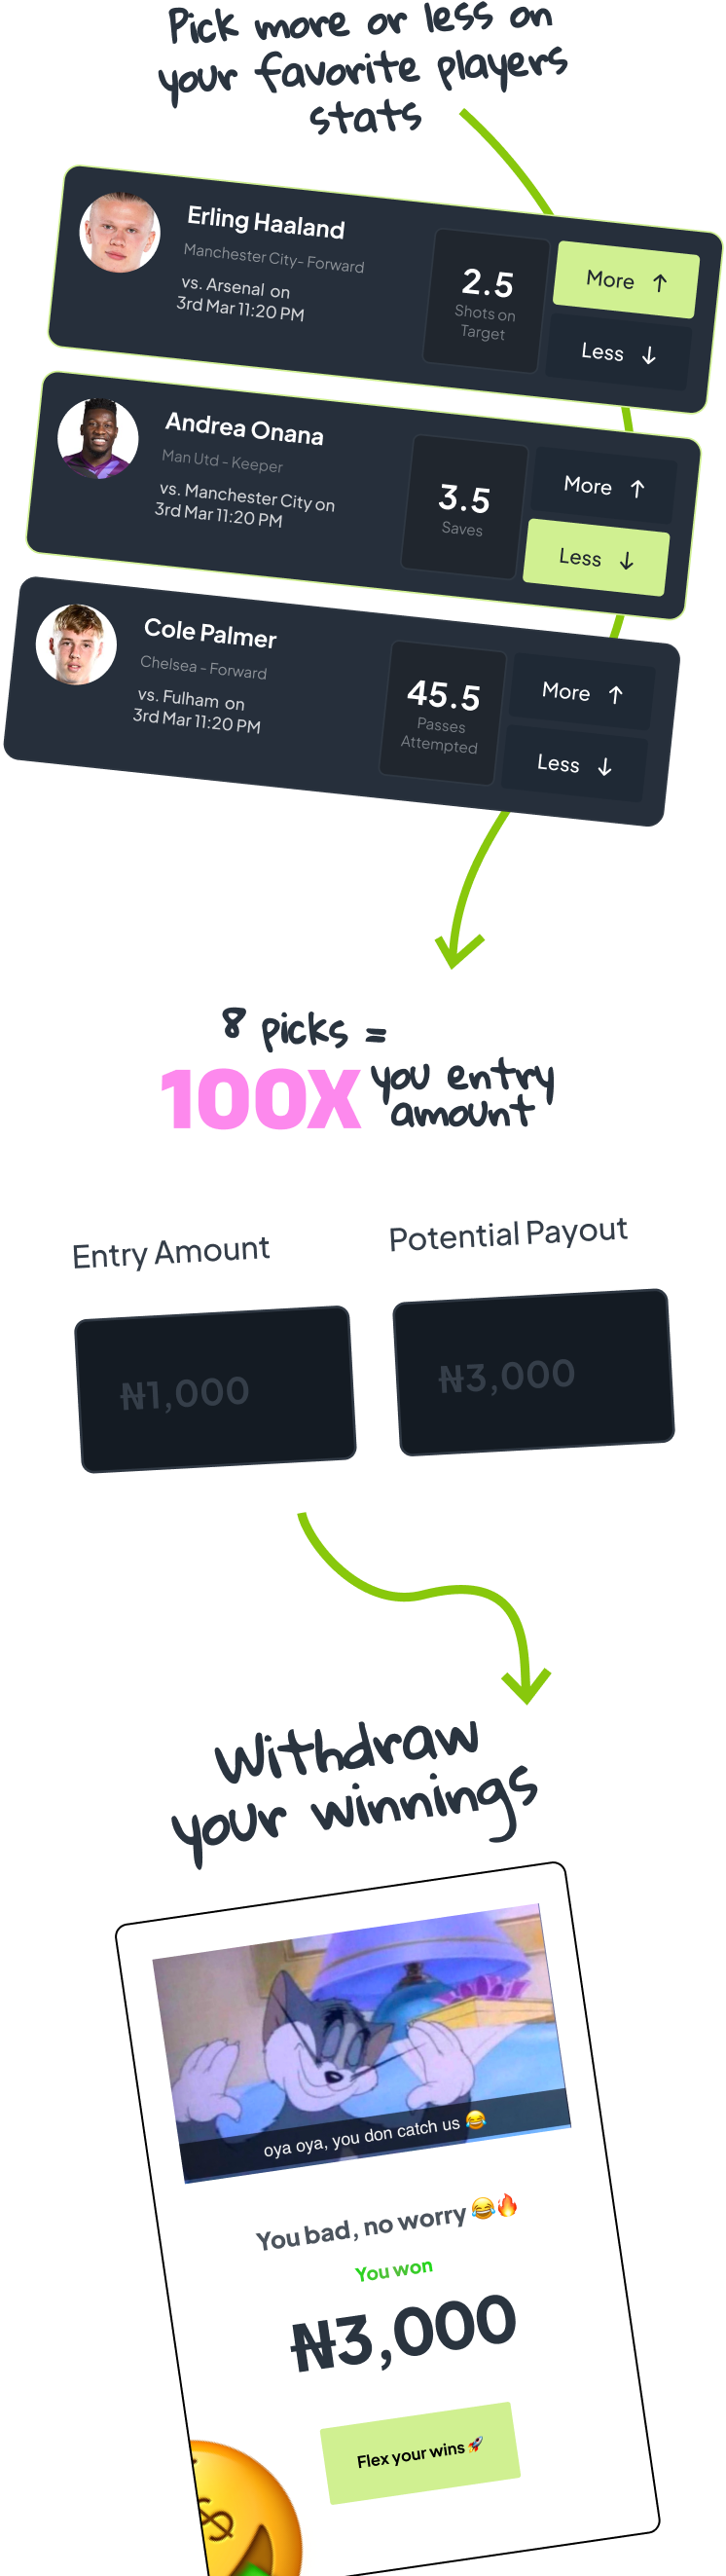 Pick more or less on
your favorite players
stats
Erling Haaland
Manchester City- Forward
vs. Arsenal on
3rd Mar 11:20 PM
2.5
Shots on
Target
More ↑
Less ↓
Andrea Onana
Man Utd - Keeper
vs. Manchester City on
3rd Mar 11:20 PM
3.5
Saves
More ↑
Less ↓
Cole Palmer
Chelsea - Forward
vs. Fulham on
3rd Mar 11:20 PM
45.5
Passes
Attempted
More ↑
Less ↓
8 picks =
100X you entry
amount
Entry Amount
Potential Payout
₦1,000
₦3,000
Withdraw
your winnings
oya oya, you don catch us 😂
You bad, no worry 😂🔥
You won
₦3,000
Flex your wins 🚀
$